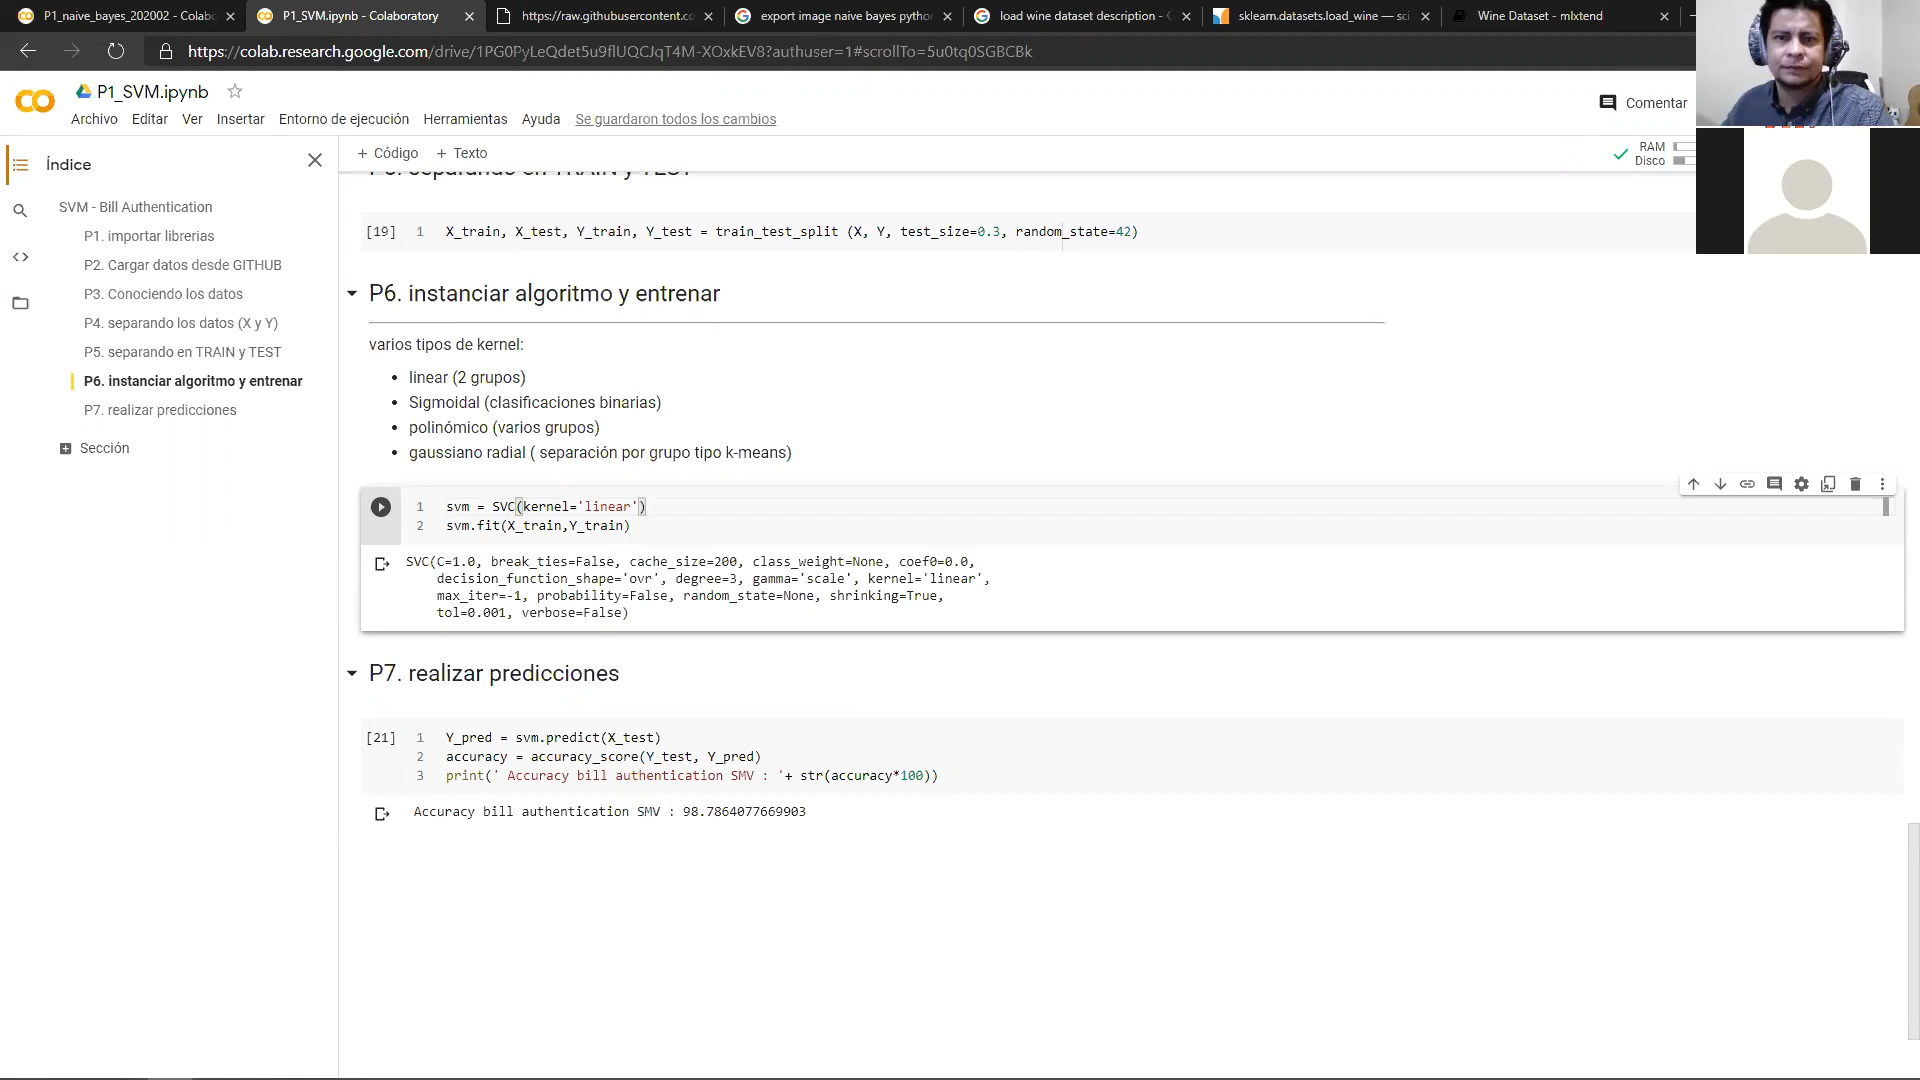 P1_naive_bayes_202002 - Colabo
P1_SVM.ipynb - Colaboratory
https://raw.githubusercontent.co
export image naive bayes python
load wine dataset description -
sklearn.datasets.load_wine — sci
Wine Dataset - mlxtend
https://colab.research.google.com/drive/1PG0PyLeQdet5u9flUQCJqT4M-XOxkEV8?authuser=1#scrollTo=5u0tq0SGBCBk
P1_SVM.ipynb
Comentar
Archivo Editar Ver Insertar Entorno de ejecución Herramientas Ayuda Se guardaron todos los cambios
Índice
+ Código + Texto
RAM
Disco
SVM - Bill Authentication
P1. importar librerias
P2. Cargar datos desde GITHUB
P3. Conociendo los datos
P4. separando los datos (X y Y)
P5. separando en TRAIN y TEST
P6. instanciar algoritmo y entrenar
P7. realizar predicciones
Sección
[19] 1 X_train, X_test, Y_train, Y_test = train_test_split (X, Y, test_size=0.3, random_state=42)
P6. instanciar algoritmo y entrenar
varios tipos de kernel:
• linear (2 grupos)
• Sigmoidal (clasificaciones binarias)
• polinómico (varios grupos)
• gaussiano radial ( separación por grupo tipo k-means)
1 svm = SVC(kernel='linear')
2 svm.fit(X_train,Y_train)
SVC(C=1.0, break_ties=False, cache_size=200, class_weight=None, coef0=0.0,
decision_function_shape='ovr', degree=3, gamma='scale', kernel='linear',
max_iter=-1, probability=False, random_state=None, shrinking=True,
tol=0.001, verbose=False)
P7. realizar predicciones
[21] 1 Y_pred = svm.predict(X_test)
2 accuracy = accuracy_score(Y_test, Y_pred)
3 print(' Accuracy bill authentication SMV : '+ str(accuracy*100))
Accuracy bill authentication SMV : 98.7864077669903